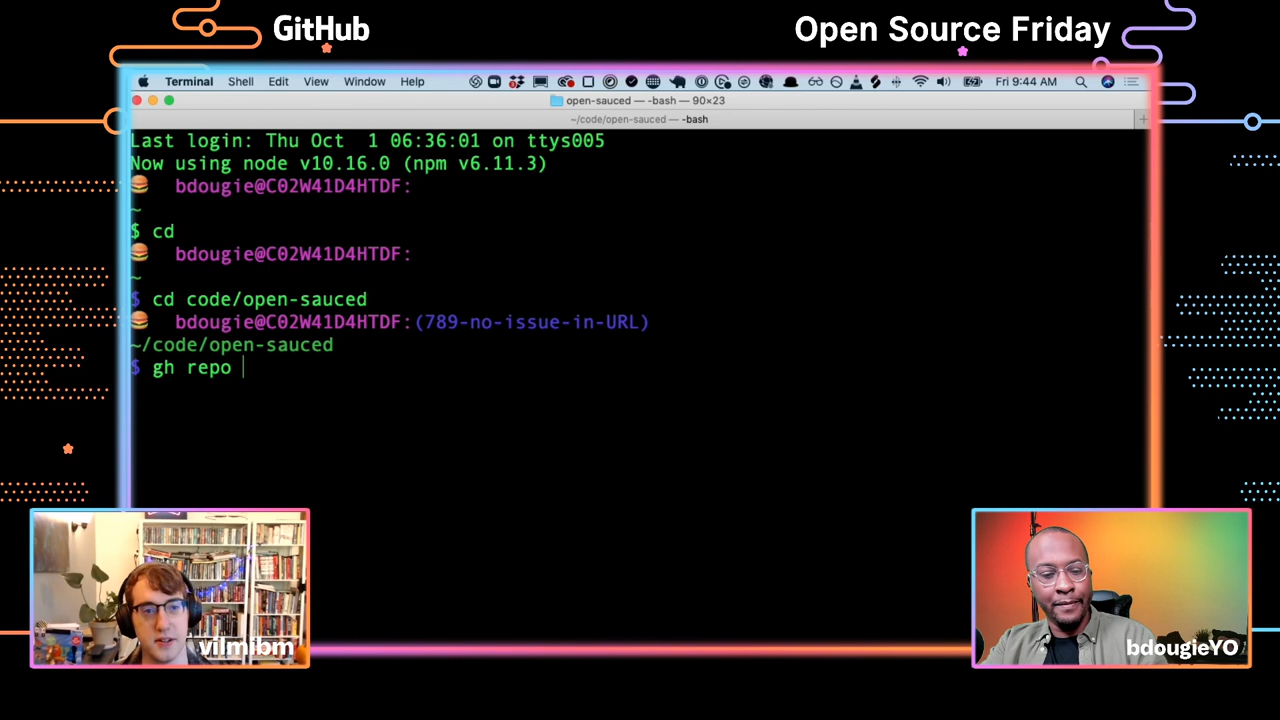 GitHub
Open Source Friday
Terminal Shell Edit View Window Help
Fri 9:44 AM
open-sauced — -bash — 90×23
~/code/open-sauced — -bash
Last login: Thu Oct  1 06:36:01 on ttys005
Now using node v10.16.0 (npm v6.11.3)
🍔 bdougie@C02W41D4HTDF:
~
$ cd
🍔 bdougie@C02W41D4HTDF:
~
$ cd code/open-sauced
🍔 bdougie@C02W41D4HTDF:(789-no-issue-in-URL)
~/code/open-sauced
$ gh repo
vilmibm
bdougieYO